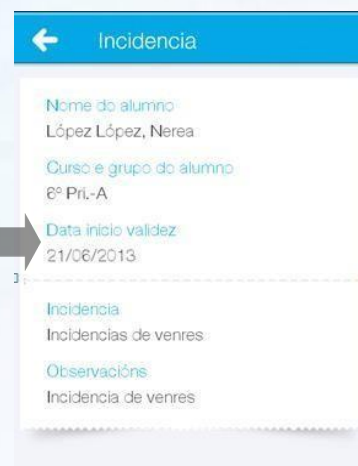 Incidencia
Nome do alumno
López López, Nerea
Curso e grupo do alumno
6º Pri.-A
Data inicio validez
21/06/2013
Incidencia
Incidencias de venres
Observacións
Incidencia de venres